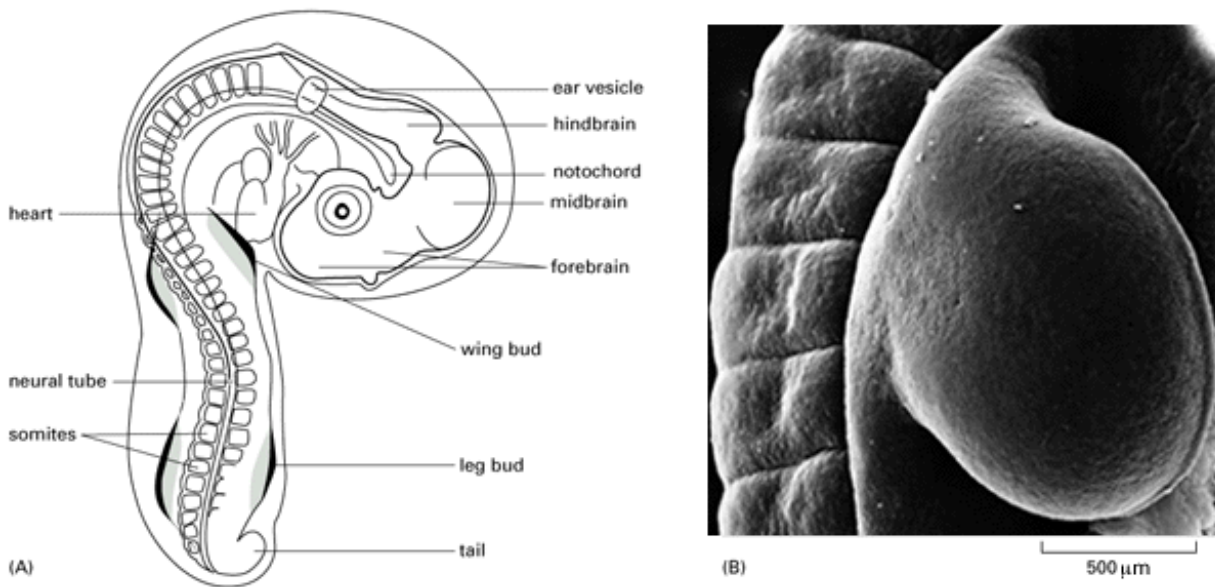 ear vesicle
hindbrain
notochord
midbrain
heart
forebrain
wing bud
neural tube
somites
leg bud
tail
(A)
(B)
500 μm